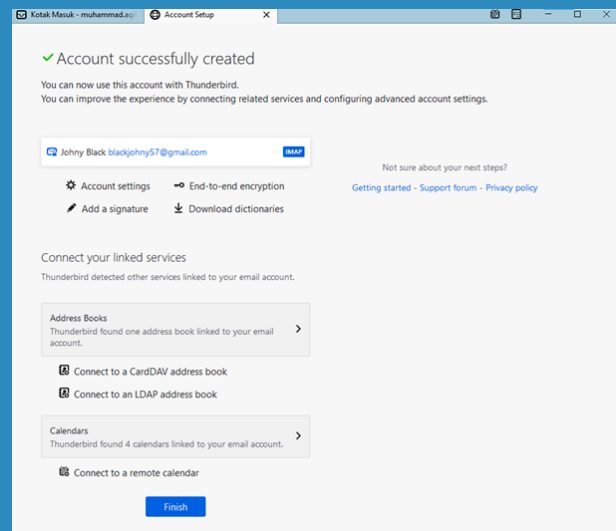 Kotak Masuk - muhammad.aqi
Account Setup
Account successfully created
You can now use this account with Thunderbird.
You can improve the experience by connecting related services and configuring advanced account settings.
Johny Black blackjohny57@gmail.com IMAP
Not sure about your next steps?
Getting started - Support forum - Privacy policy
Account settings
End-to-end encryption
Add a signature
Download dictionaries
Connect your linked services
Thunderbird detected other services linked to your email account.
Address Books
Thunderbird found one address book linked to your email
account.
Connect to a CardDAV address book
Connect to an LDAP address book
Calendars
Thunderbird found 4 calendars linked to your email account.
Connect to a remote calendar
Finish